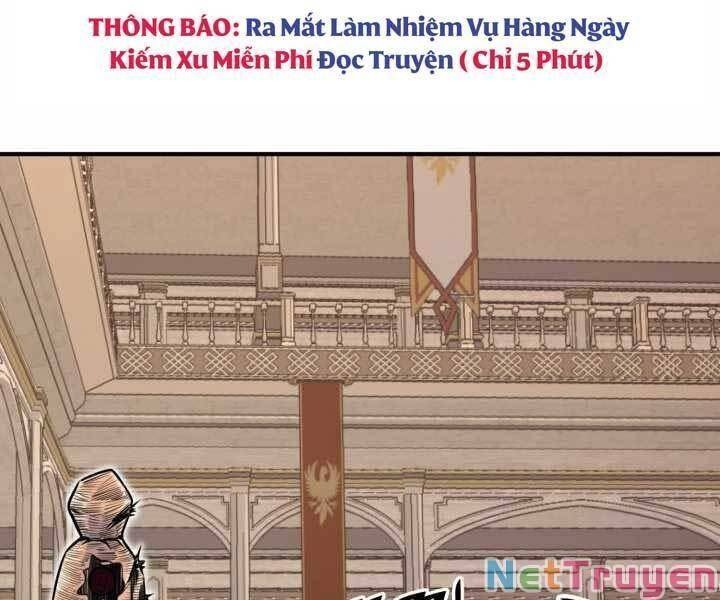 THÔNG BÁO: Ra Mắt Làm Nhiệm Vụ Hàng Ngày
Kiếm Xu Miễn Phí Đọc Truyện ( Chỉ 5 Phút)
NetTruyen